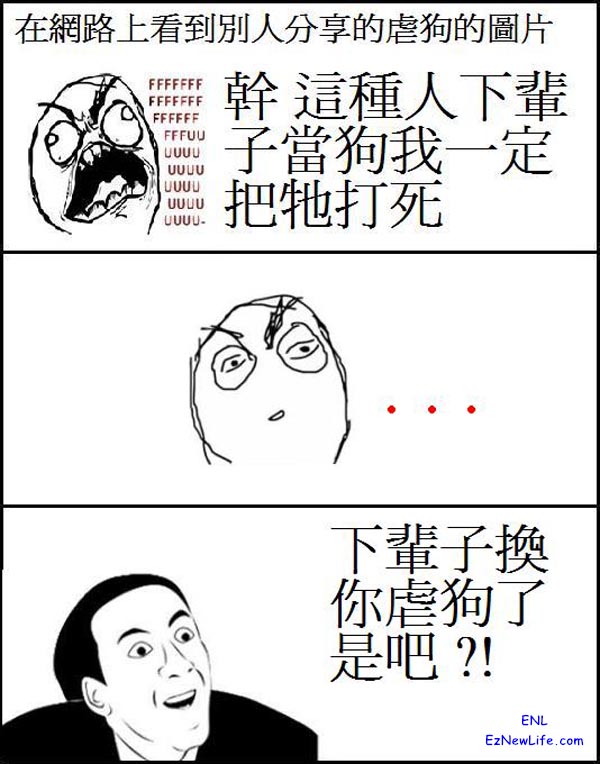 在網路上看到別人分享的虐狗的圖片
FFFFFFF
FFFFFFF
FFFFFF
FFFUU
UUUU
UUUU
UUUU
UUUU
UUUU-
幹 這種人下輩
子當狗我一定
把牠打死
...
下輩子換
你虐狗了
是吧 ?!
ENL
EzNewLife.com